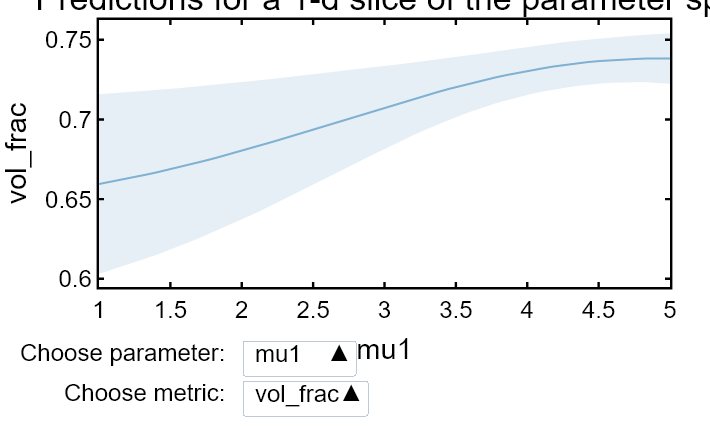 Predictions for a 1-d slice of the parameter sp
0.75
0.7
0.65
0.6
vol_frac
1 1.5 2 2.5 3 3.5 4 4.5 5
mu1
Choose parameter: mu1 ▲
Choose metric: vol_frac ▲